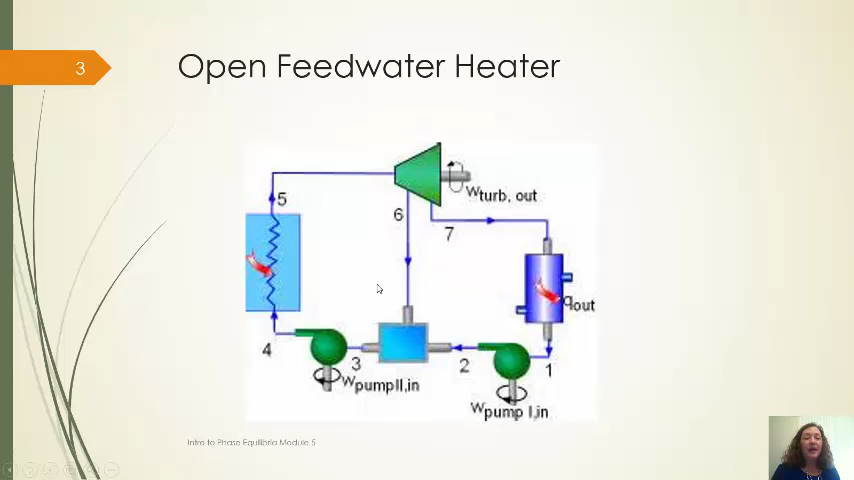 3
Open Feedwater Heater
5
6
wturb, out
7
qout
4
3
wpumpII,in
2
1
wpump I,in
Intro to Phase Equilibria Module 5